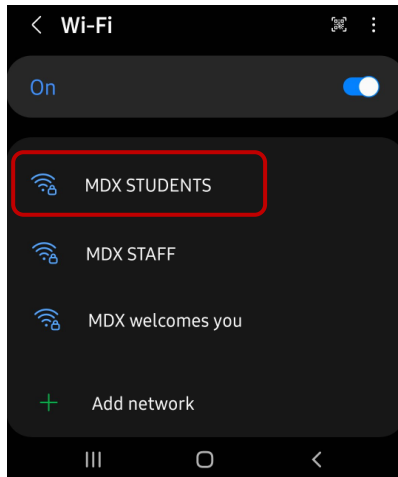 Wi-Fi
On
MDX STUDENTS
MDX STAFF
MDX welcomes you
Add network